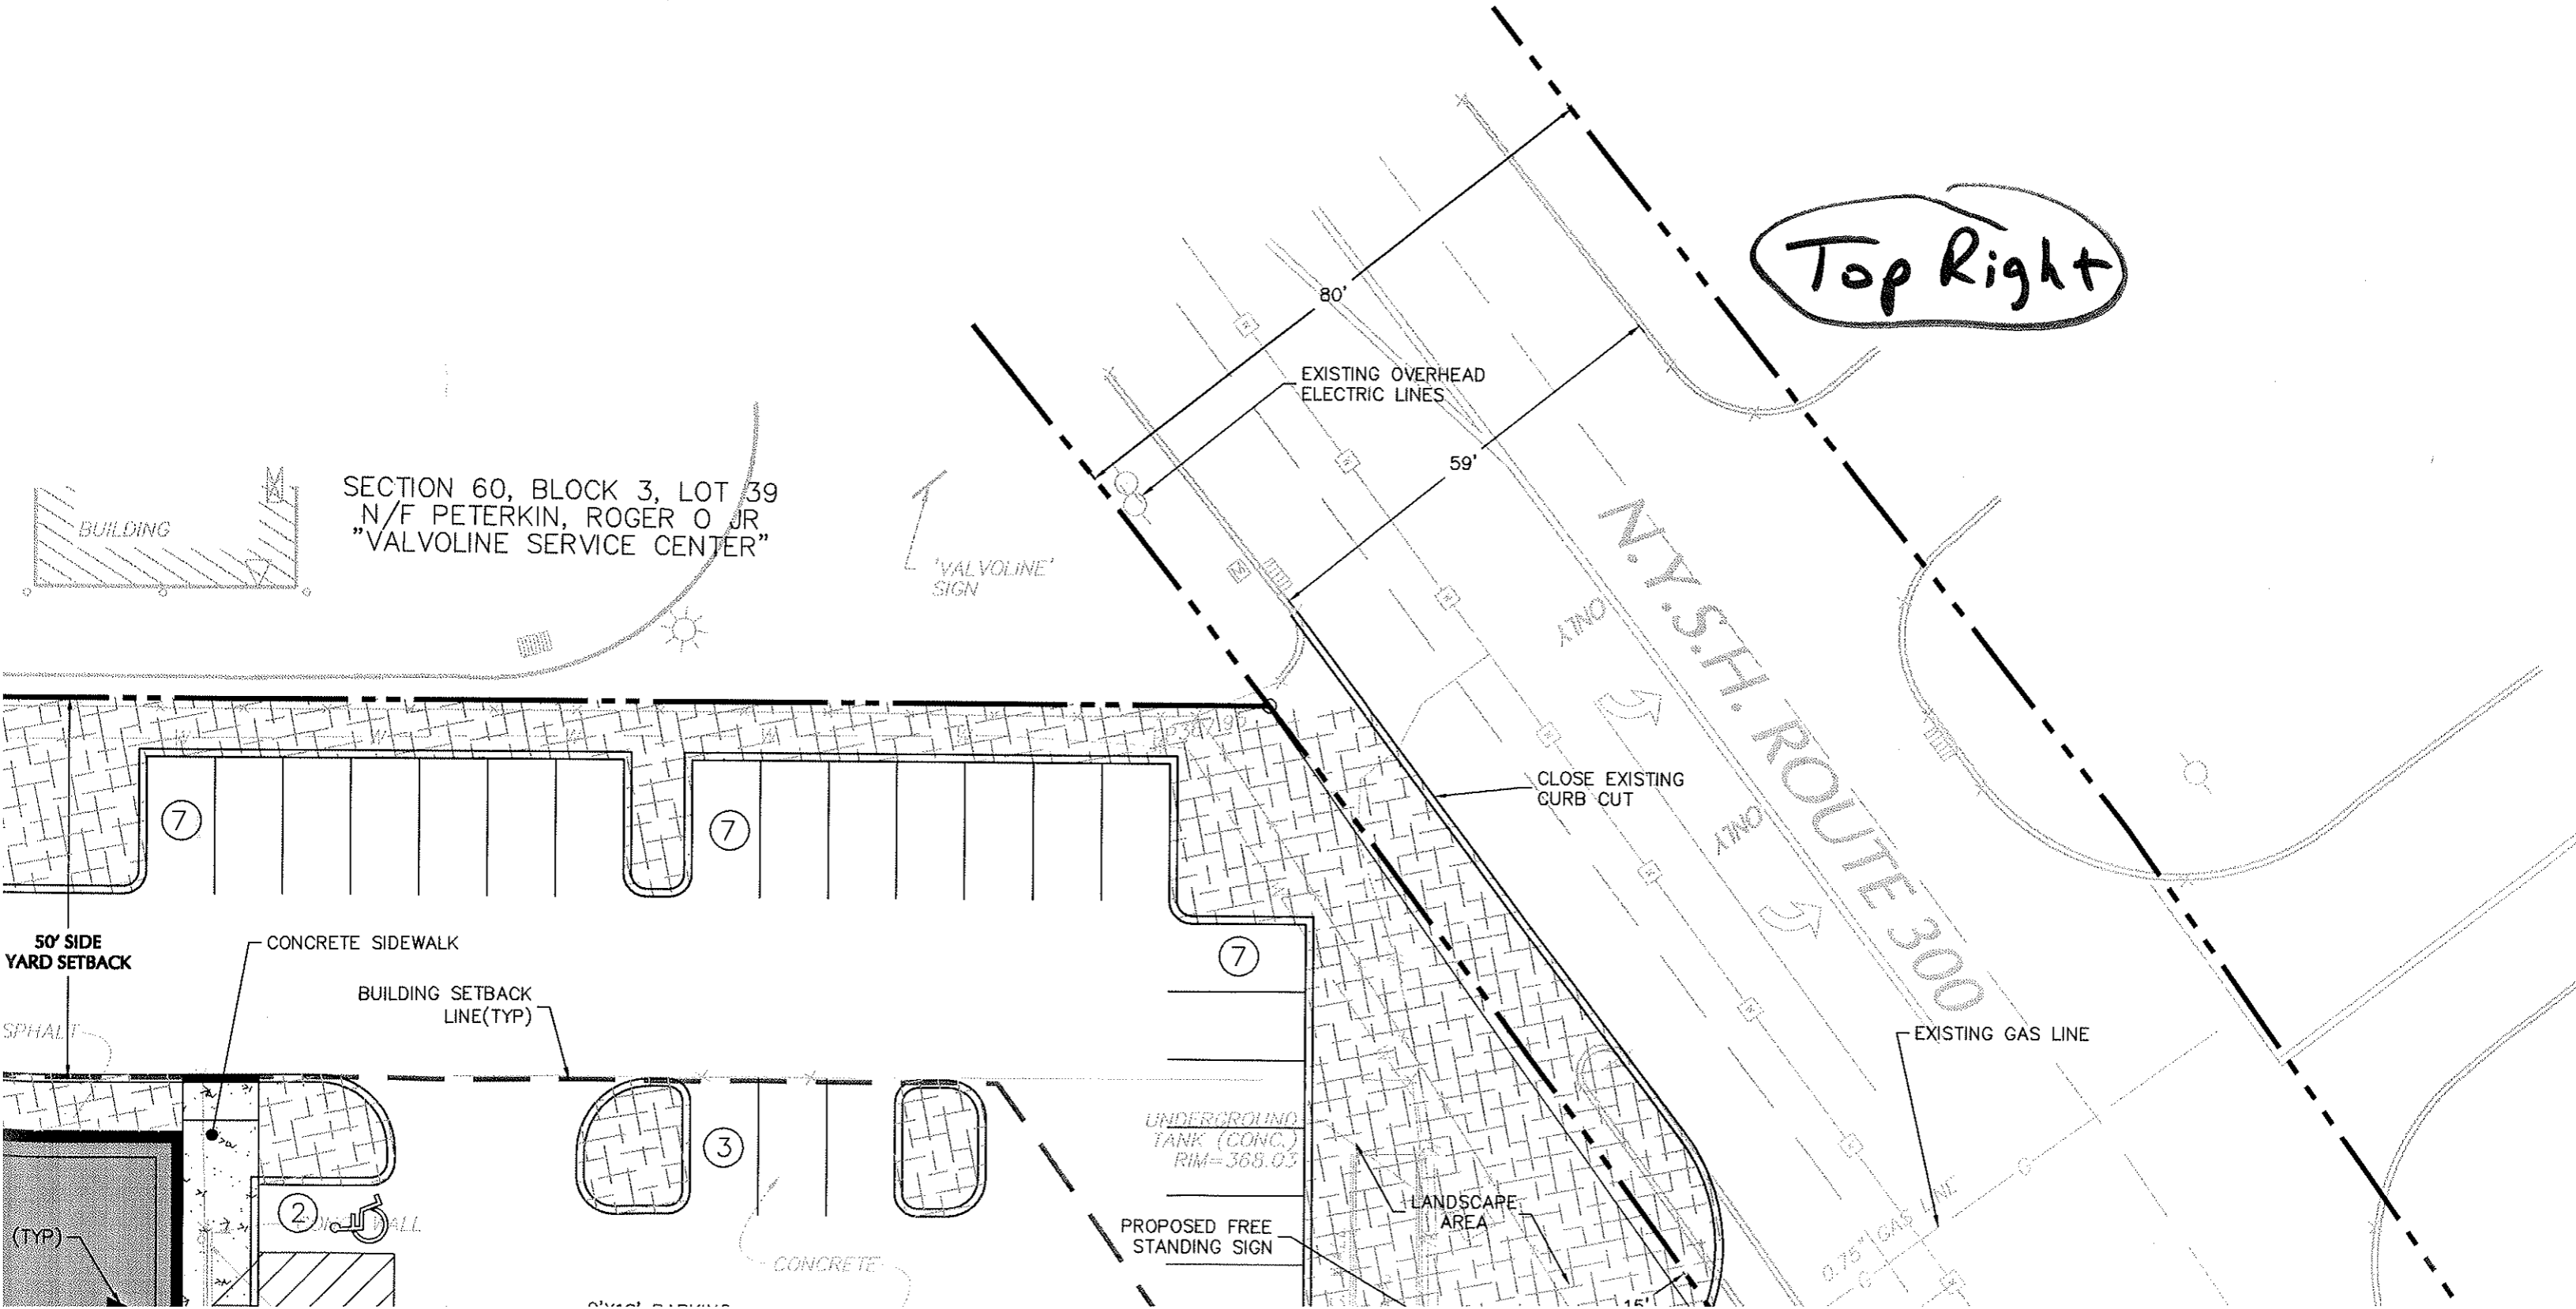 Top Right
80'
EXISTING OVERHEAD
ELECTRIC LINES
59'
SECTION 60, BLOCK 3, LOT 39
N/F PETERKIN, ROGER O JR
"VALVOLINE SERVICE CENTER"
BUILDING
'VALVOLINE'
SIGN
N.Y.S.H. ROUTE 300
ONLY
ONLY
CLOSE EXISTING
CURB CUT
7
7
7
50' SIDE
YARD SETBACK
CONCRETE SIDEWALK
BUILDING SETBACK
LINE(TYP)
EXISTING GAS LINE
UNDERGROUND
TANK (CONC.)
RIM=368.03
3
2
LANDSCAPE
AREA
PROPOSED FREE
STANDING SIGN
(TYP)
CONCRETE
0.75" GAS LINE
15'